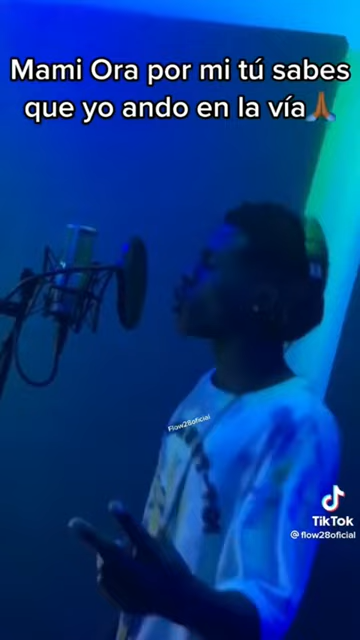 Mami Ora por mi tú sabes
que yo ando en la vía🙏🏾
Flow28oficial
TikTok
@flow28oficial